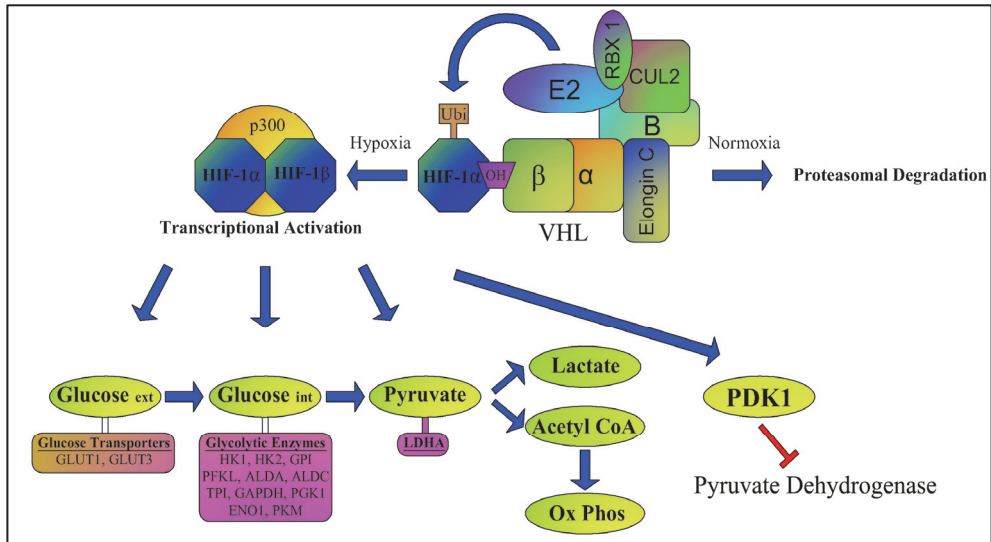 RBX 1
CUL2
E2
B
Ubi
p300
Hypoxia
Normoxia
HIF-1α
HIF-1β
HIF-1α
OH
β
α
Elongin C
Proteasomal Degradation
Transcriptional Activation
VHL
Lactate
Glucose ext
Glucose int
Pyruvate
PDK1
Acetyl CoA
Glucose Transporters
GLUT1, GLUT3
Glycolytic Enzymes
HK1, HK2, GPI
PFKL, ALDA, ALDC
TPI, GAPDH, PGK1
ENO1, PKM
LDHA
Pyruvate Dehydrogenase
Ox Phos